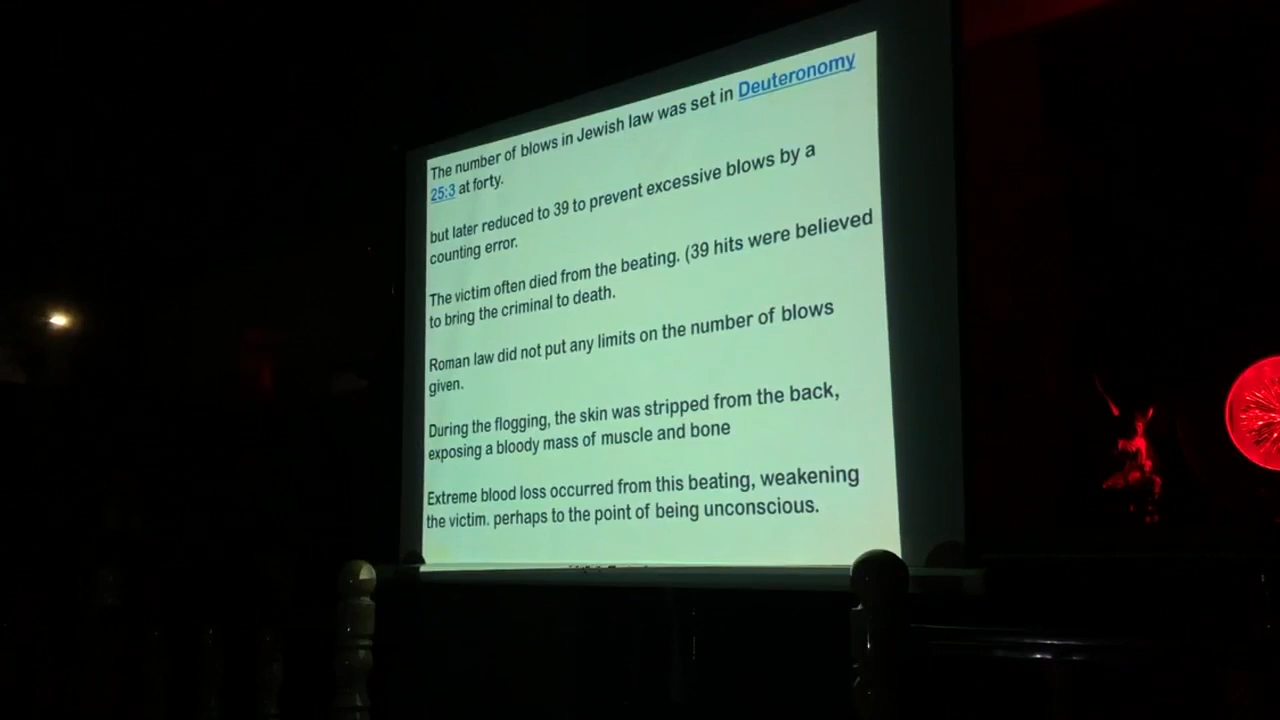 The number of blows in Jewish law was set in Deuteronomy
25:3 at forty.
but later reduced to 39 to prevent excessive blows by a
counting error.
The victim often died from the beating. (39 hits were believed
to bring the criminal to death.
Roman law did not put any limits on the number of blows
given.
During the flogging, the skin was stripped from the back,
exposing a bloody mass of muscle and bone
Extreme blood loss occurred from this beating, weakening
the victim. perhaps to the point of being unconscious.